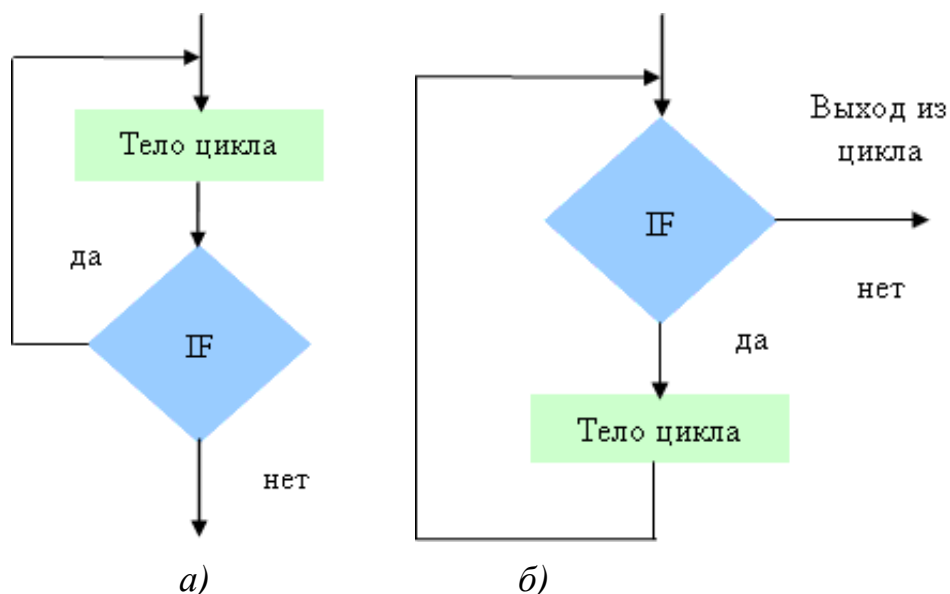 Тело цикла
да
IF
нет
а)
Выход из
цикла
IF
нет
да
Тело цикла
б)